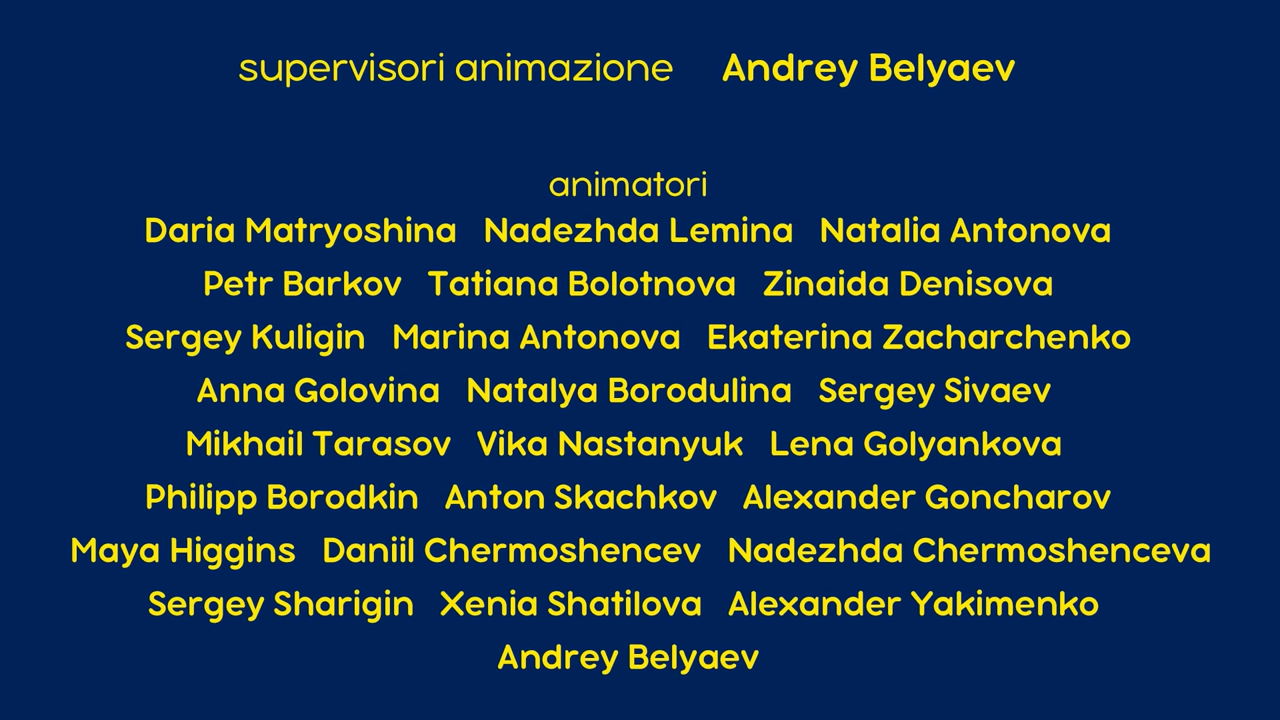 supervisori animazione Andrey Belyaev
animatori
Daria Matryoshina Nadezhda Lemina Natalia Antonova
Petr Barkov Tatiana Bolotnova Zinaida Denisova
Sergey Kuligin Marina Antonova Ekaterina Zacharchenko
Anna Golovina Natalya Borodulina Sergey Sivaev
Mikhail Tarasov Vika Nastanyuk Lena Golyankova
Philipp Borodkin Anton Skachkov Alexander Goncharov
Maya Higgins Daniil Chermoshencev Nadezhda Chermoshenceva
Sergey Sharigin Xenia Shatilova Alexander Yakimenko
Andrey Belyaev